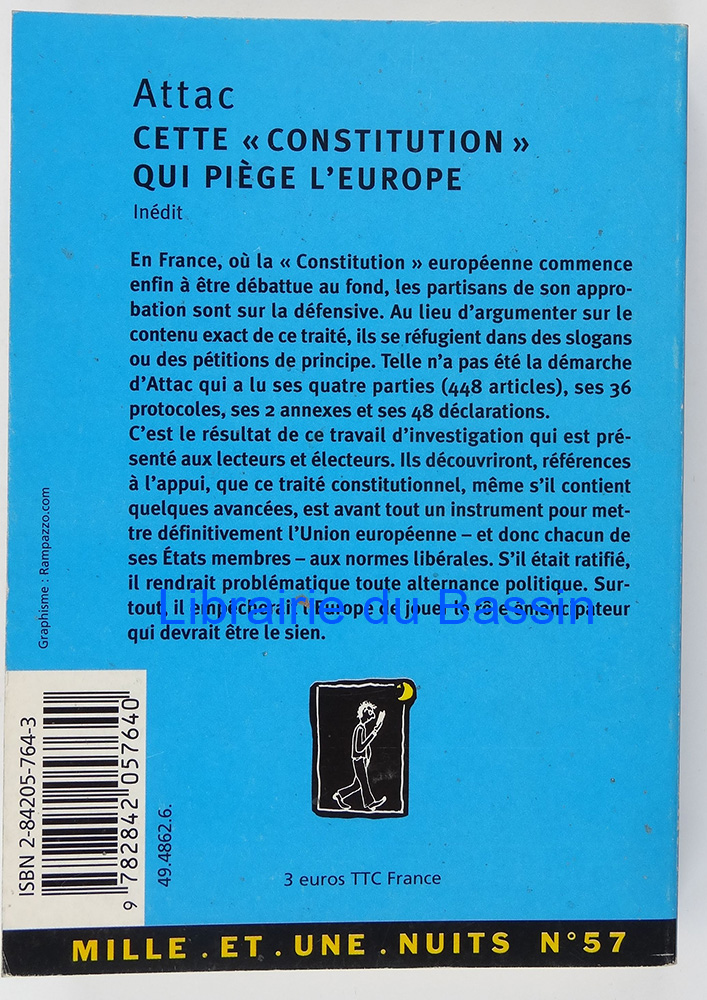 Attac
CETTE « CONSTITUTION »
QUI PIÈGE L'EUROPE
Inédit
En France, où la « Constitution » européenne commence
enfin à être débattue au fond, les partisans de son appro-
bation sont sur la défensive. Au lieu d'argumenter sur le
contenu exact de ce traité, ils se réfugient dans des slogans
ou des pétitions de principe. Telle n'a pas été la démarche
d'Attac qui a lu ses quatre parties (448 articles), ses 36
protocoles, ses 2 annexes et ses 48 déclarations.
C'est le résultat de ce travail d'investigation qui est pré-
senté aux lecteurs et électeurs. Ils découvriront, références
à l'appui, que ce traité constitutionnel, même s'il contient
quelques avancées, est avant tout un instrument pour met-
tre définitivement l'Union européenne – et donc chacun de
ses États membres – aux normes libérales. S'il était ratifié,
il rendrait problématique toute alternance politique. Sur-
tout, il empêcherait l'Europe de jouer le rôle émancipateur
qui devrait être le sien.
Librairie du Bassin
Graphisme : Rampazzo.com
ISBN 2-84205-764-3
9 782842 057640
49.4862.6.
3 euros TTC France
MILLE . ET . UNE . NUITS N°57